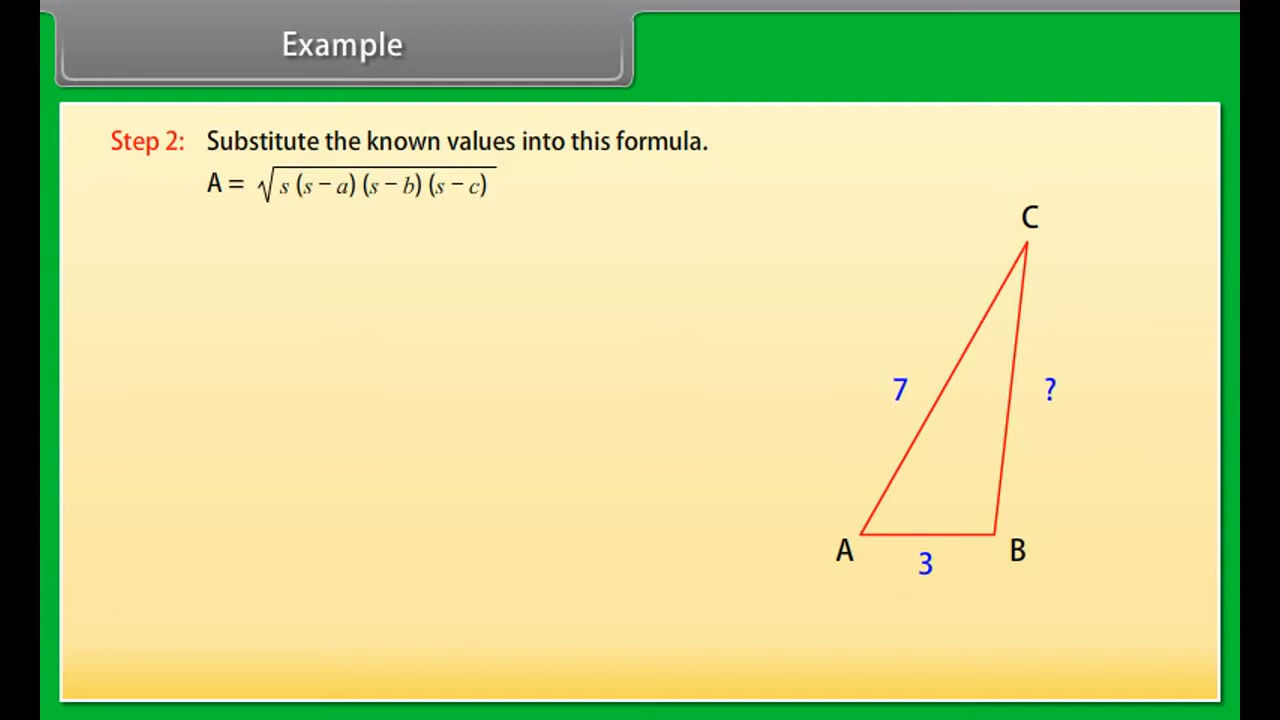 Example
Step 2: Substitute the known values into this formula.
A = √s (s − a) (s − b) (s − c)
C
7 ?
A B
3